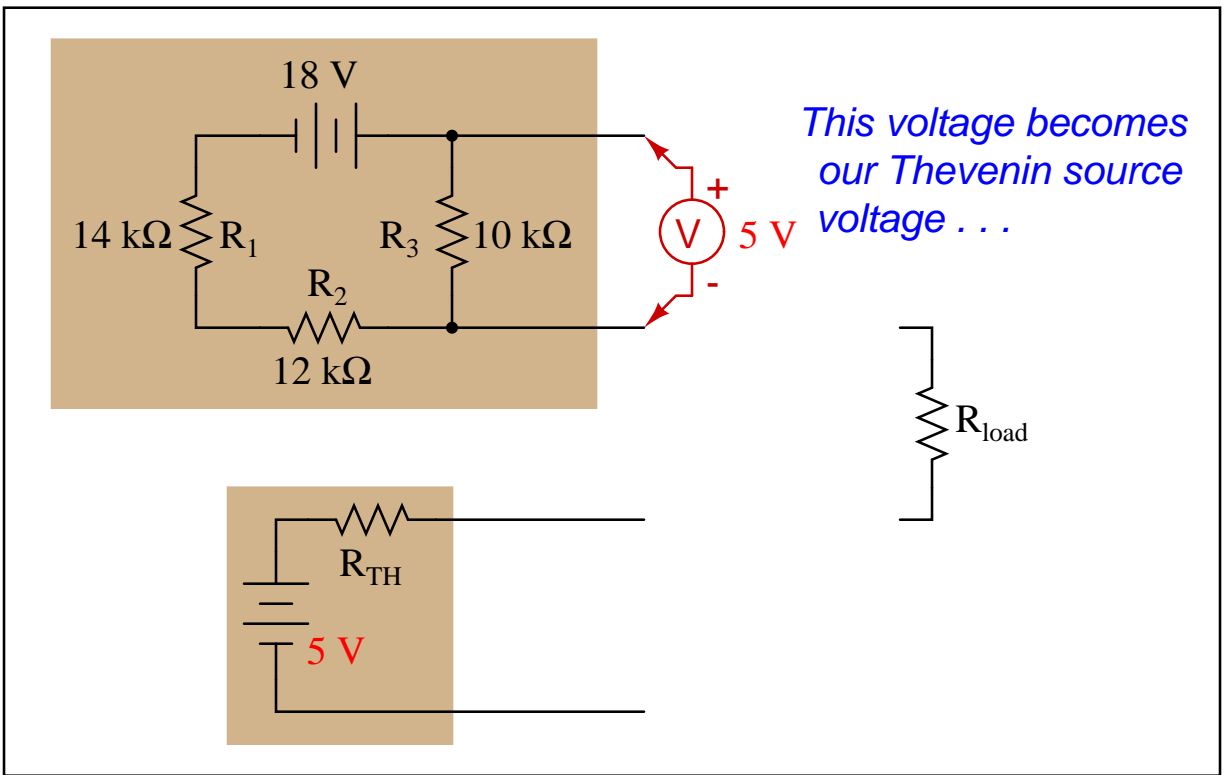 18 V
This voltage becomes
our Thevenin source
voltage . . .
14 kΩ
R1
R3
10 kΩ
+
V
5 V
-
R2
12 kΩ
Rload
RTH
5 V